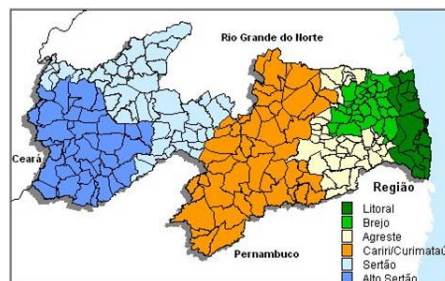 Rio Grande do Norte
Ceará
Pernambuco
Região
Litoral
Brejo
Agreste
Cariri/Curimataú
Sertão
Alto Sertão